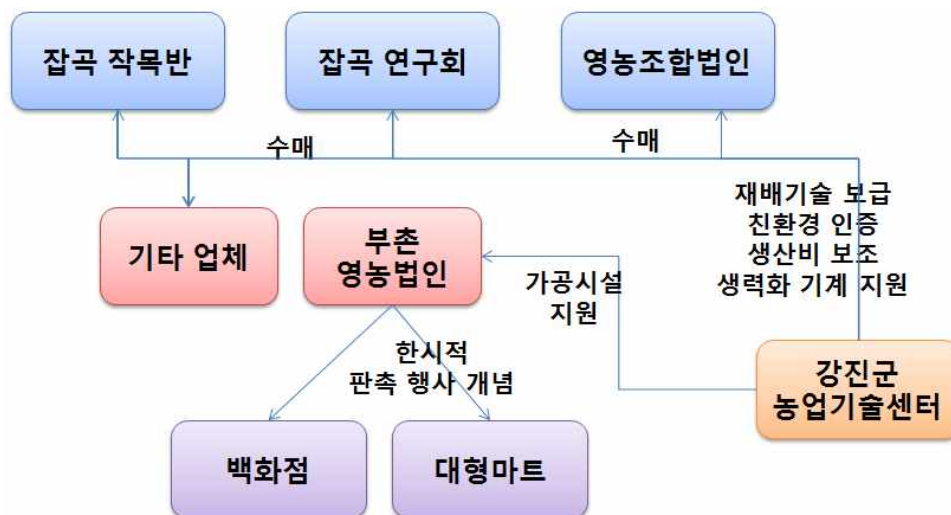 잡곡 작목반
잡곡 연구회
영농조합법인
수매
수매
재배기술 보급
친환경 인증
생산비 보조
생력화 기계 지원
기타 업체
부촌
영농법인
가공시설
지원
한시적
판촉 행사 개념
강진군
농업기술센터
백화점
대형마트